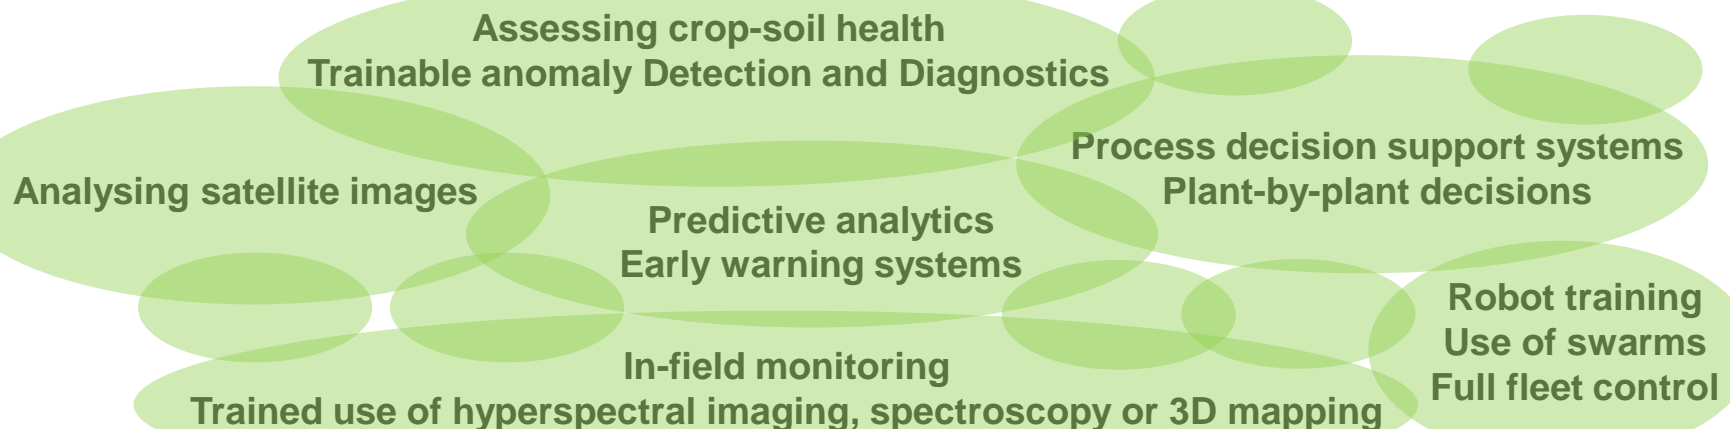 Assessing crop-soil health
Trainable anomaly Detection and Diagnostics
Analysing satellite images
Process decision support systems
Plant-by-plant decisions
Predictive analytics
Early warning systems
Robot training
Use of swarms
Full fleet control
In-field monitoring
Trained use of hyperspectral imaging, spectroscopy or 3D mapping